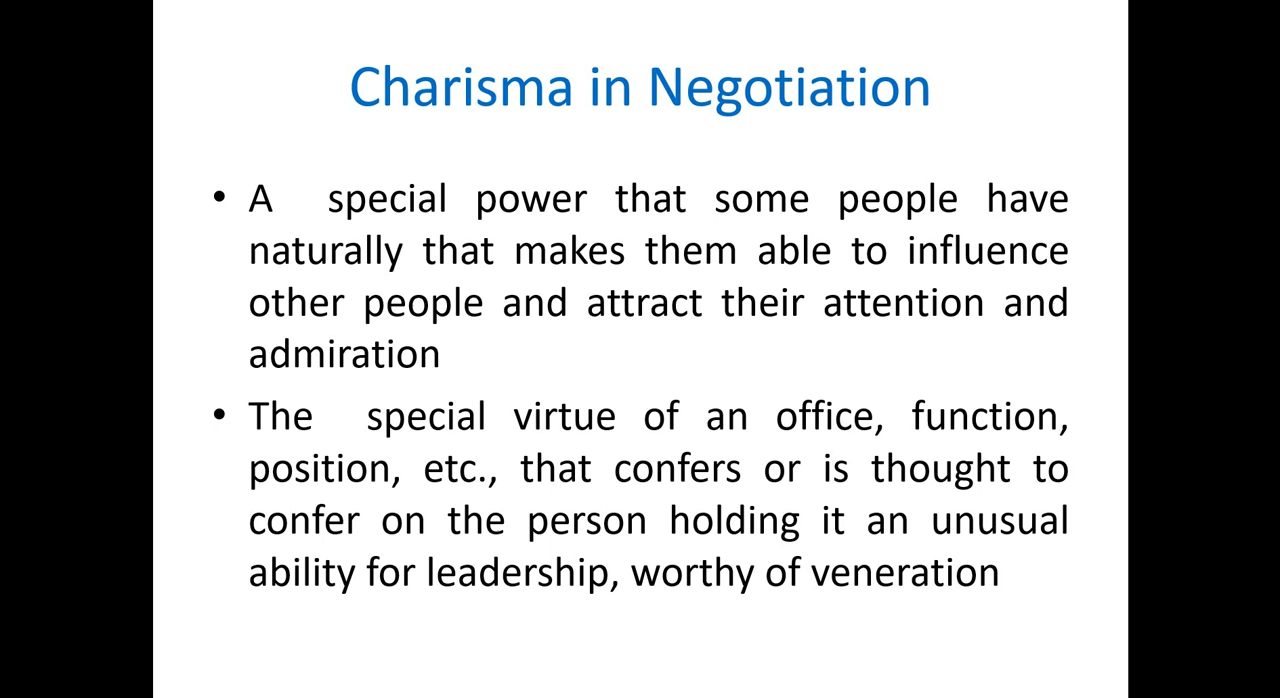 Charisma in Negotiation
• A special power that some people have
naturally that makes them able to influence
other people and attract their attention and
admiration
• The special virtue of an office, function,
position, etc., that confers or is thought to
confer on the person holding it an unusual
ability for leadership, worthy of veneration